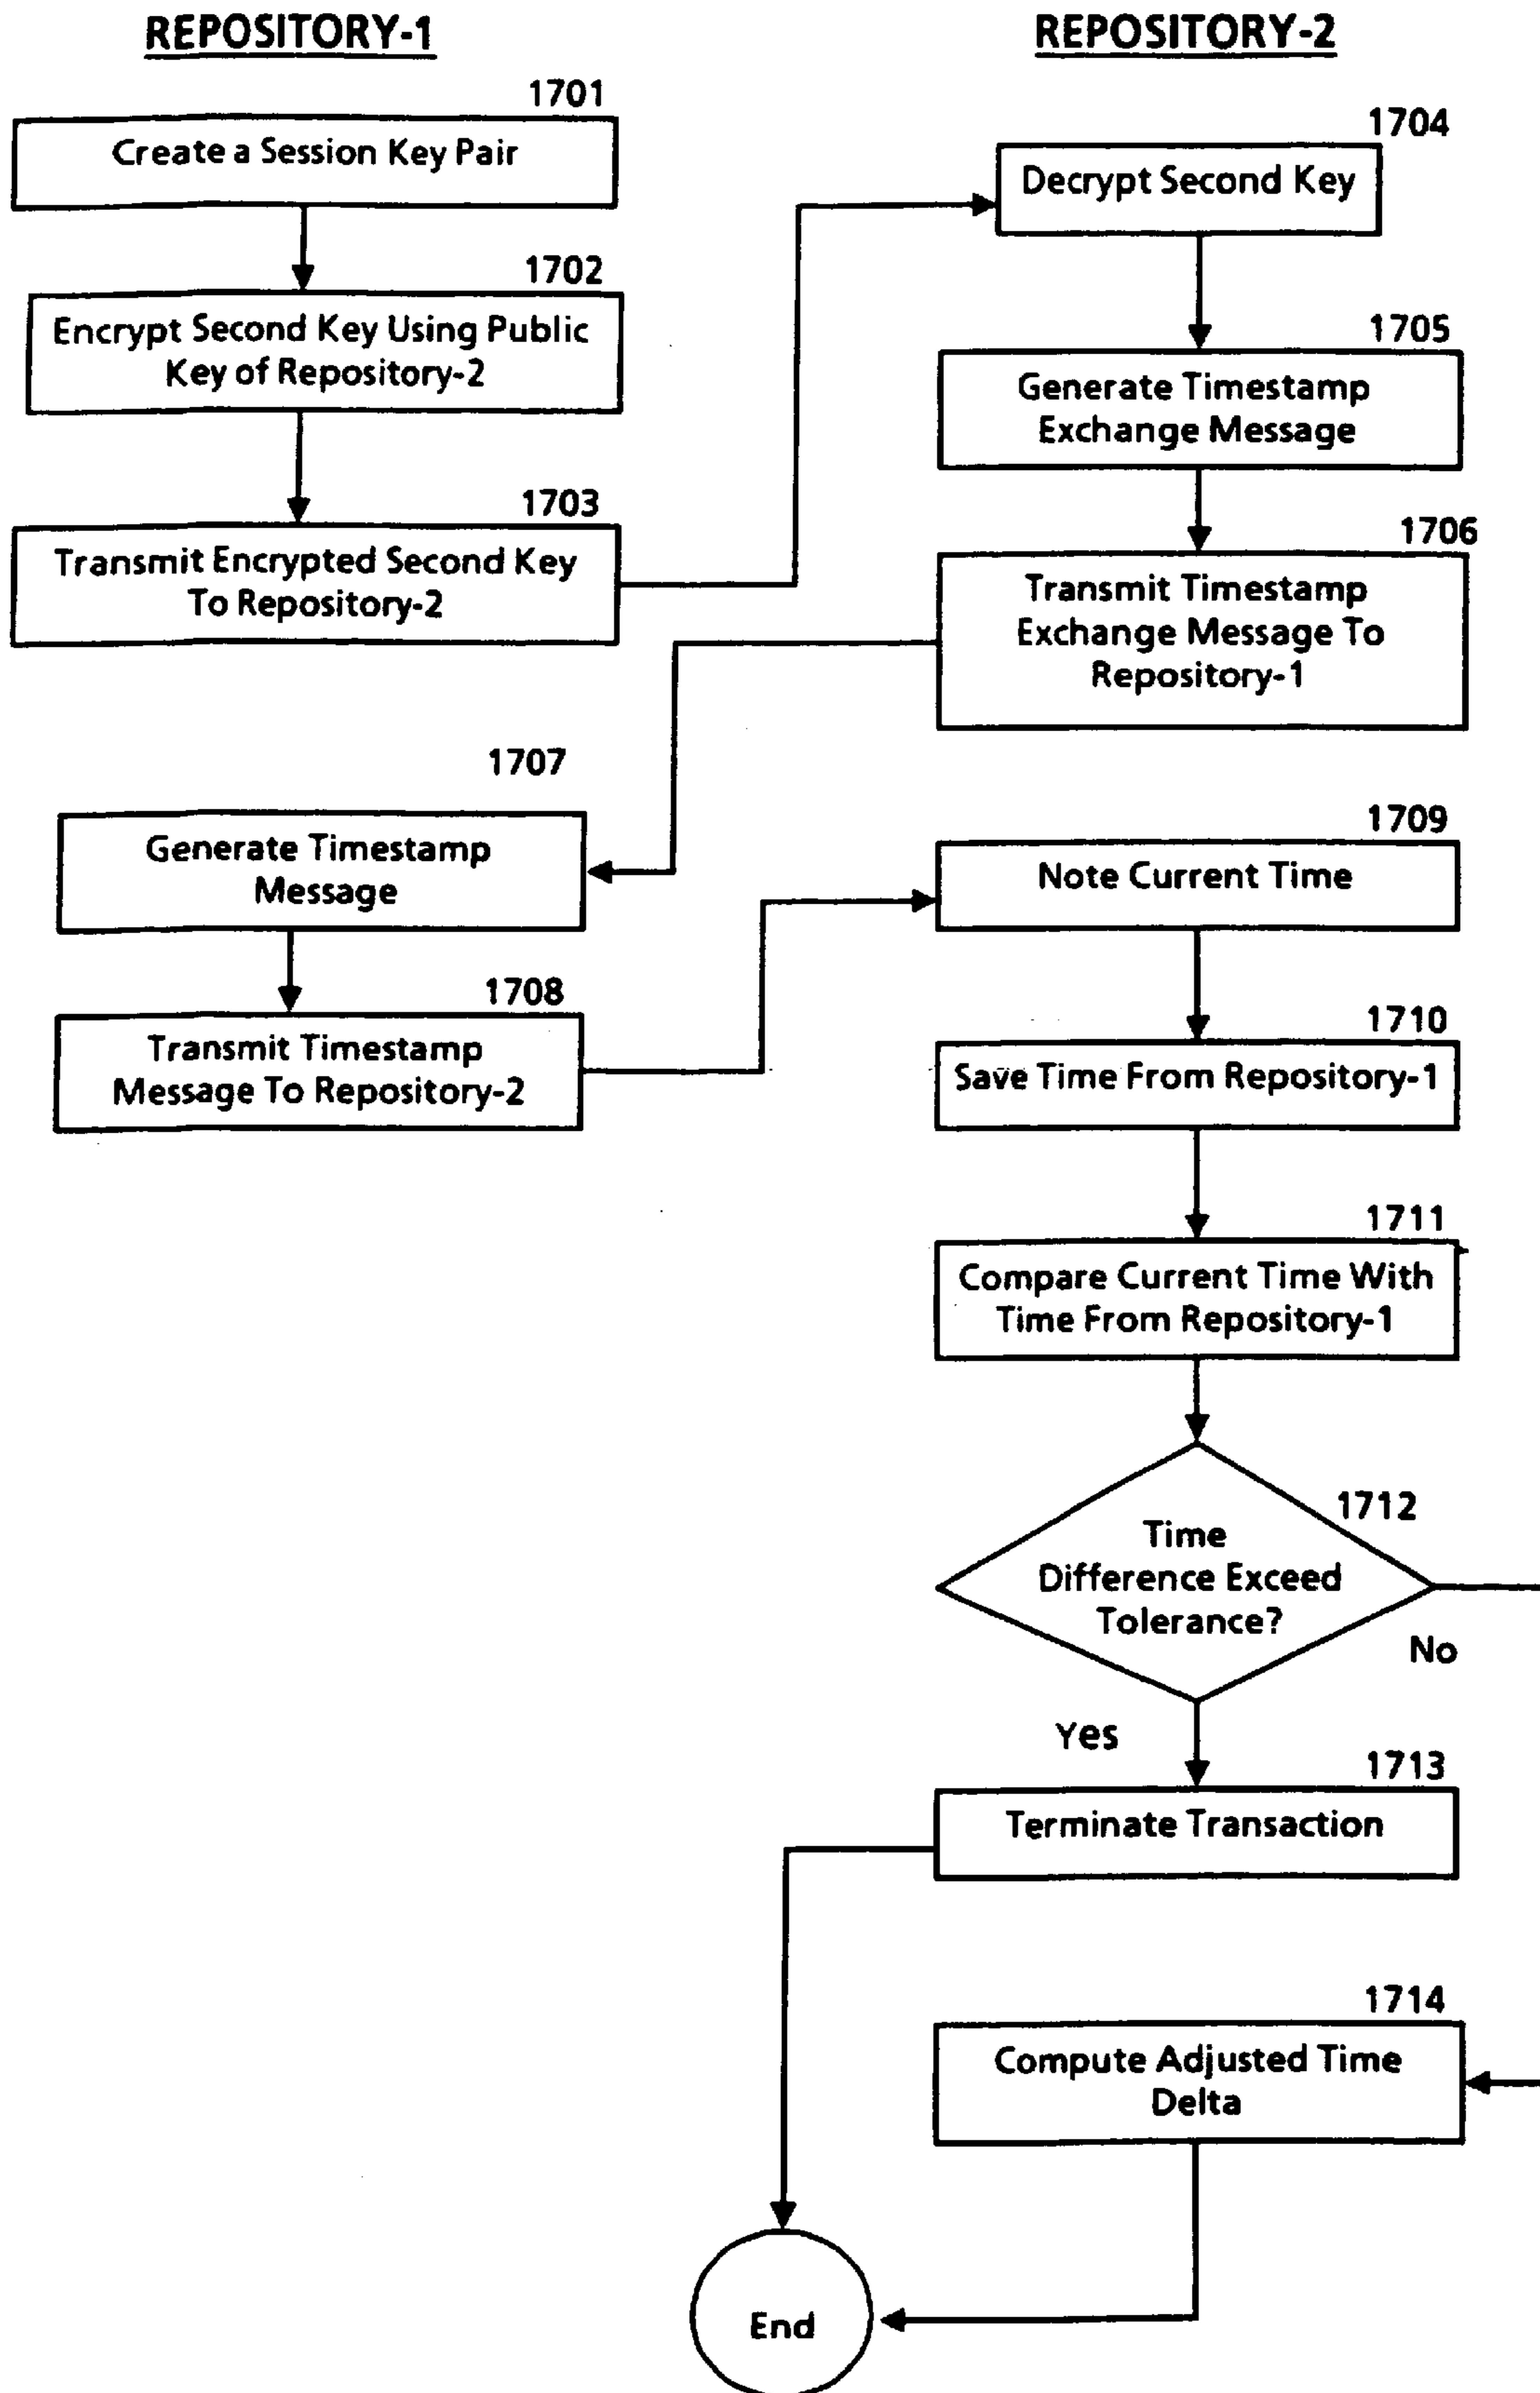 REPOSITORY-1
REPOSITORY-2
1701
Create a Session Key Pair
1702
Encrypt Second Key Using Public
Key of Repository-2
1703
Transmit Encrypted Second Key
To Repository-2
1704
Decrypt Second Key
1705
Generate Timestamp
Exchange Message
1706
Transmit Timestamp
Exchange Message To
Repository-1
1707
Generate Timestamp
Message
1708
Transmit Timestamp
Message To Repository-2
1709
Note Current Time
1710
Save Time From Repository-1
1711
Compare Current Time With
Time From Repository-1
1712
Time
Difference Exceed
Tolerance?
No
Yes
1713
Terminate Transaction
1714
Compute Adjusted Time
Delta
End